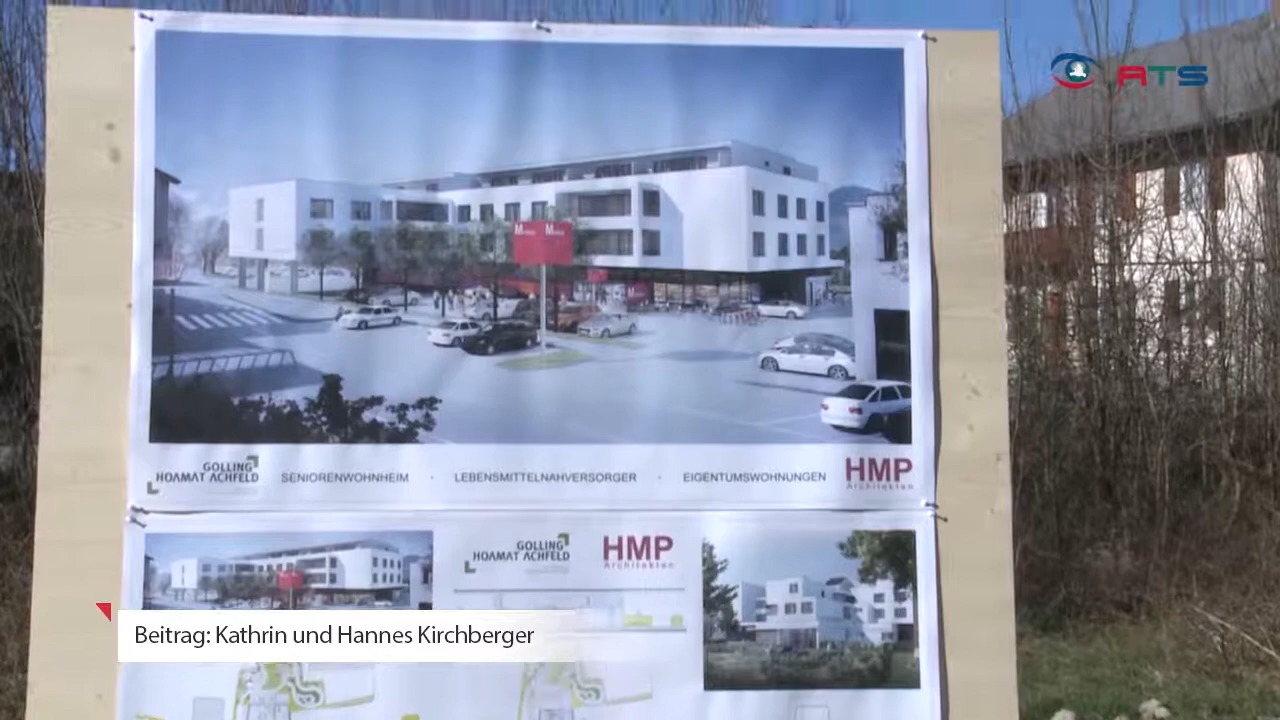 RTS
M M
M
GOLLING
HOAMAT ACHFELD
SENIORENWOHNHEIM · LEBENSMITTELNAHVERSORGER · EIGENTUMSWOHNUNGEN
HMP
Architekten
GOLLING
HOAMAT ACHFELD
HMP
Architekten
Beitrag: Kathrin und Hannes Kirchberger